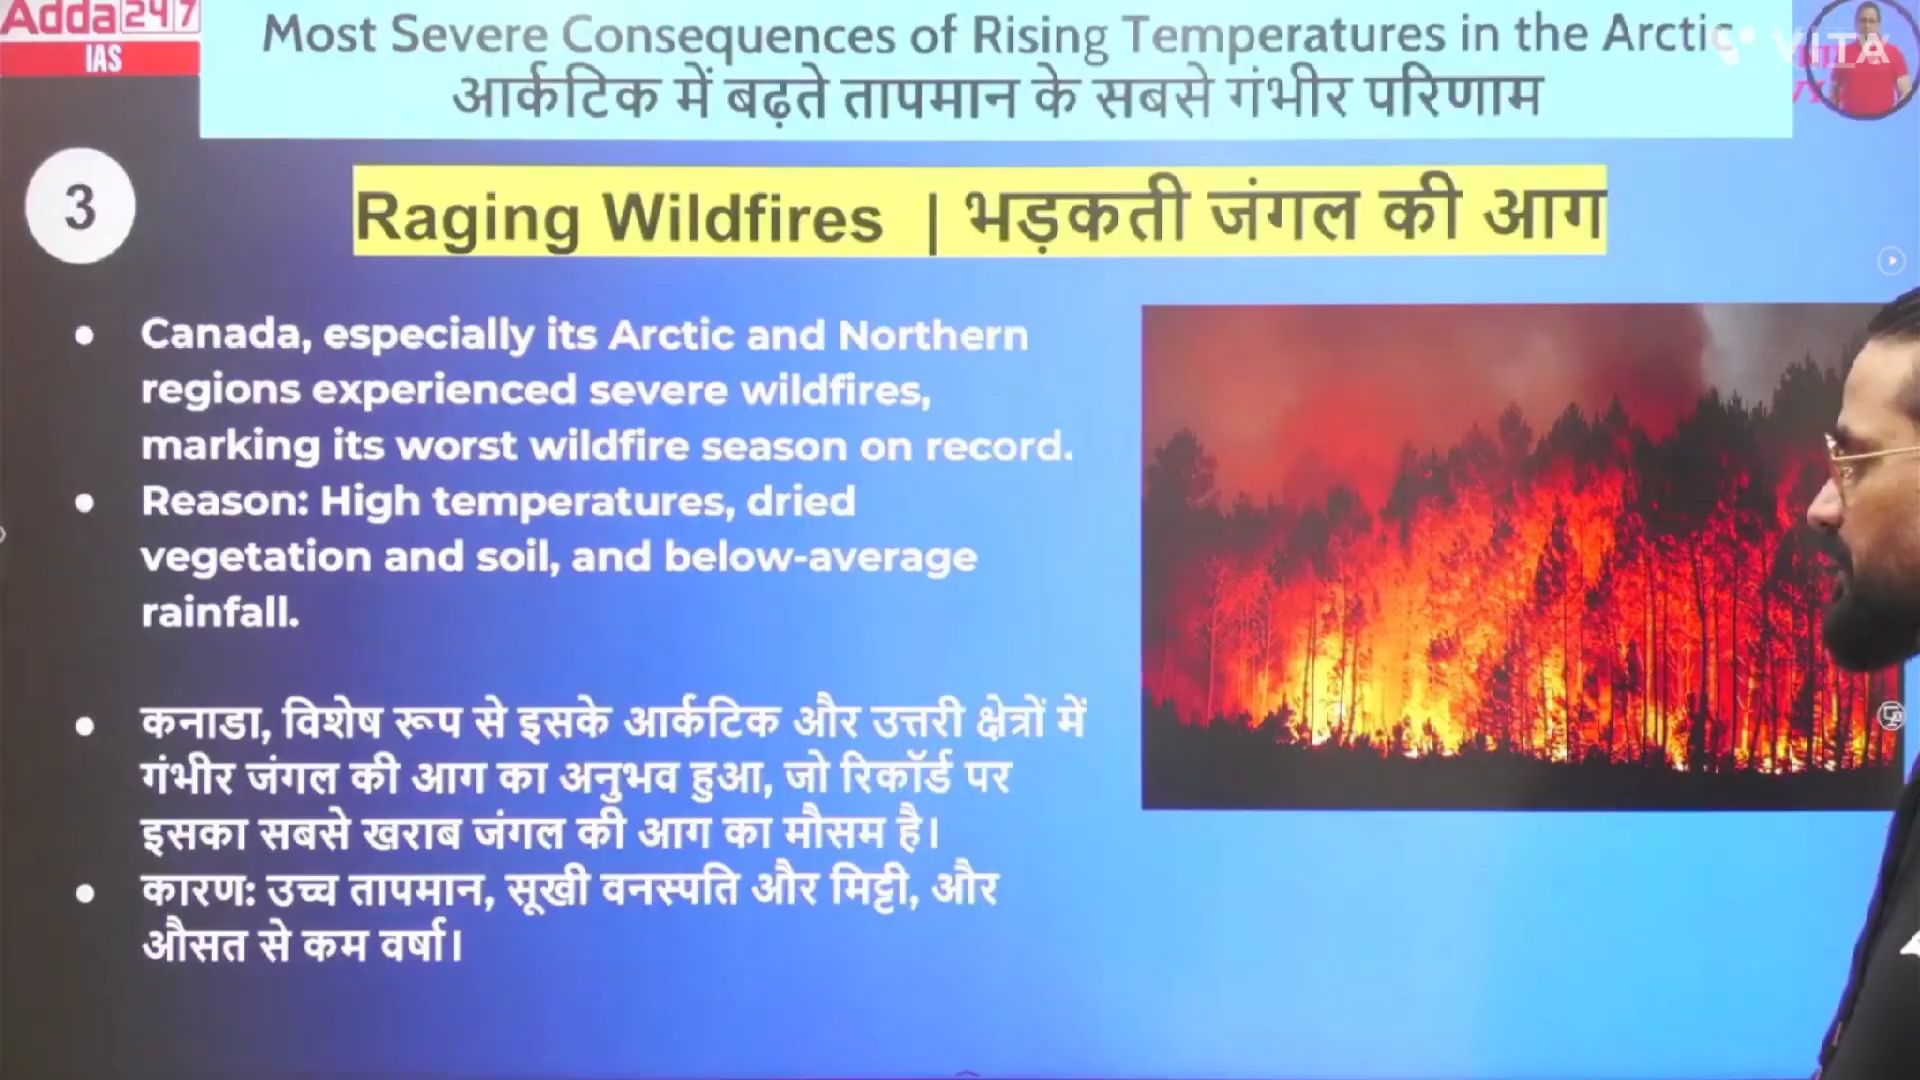 Adda247
IAS
Most Severe Consequences of Rising Temperatures in the Arctic
VITA
आर्कटिक में बढ़ते तापमान के सबसे गंभीर परिणाम
3
Raging Wildfires | भड़कती जंगल की आग
• Canada, especially its Arctic and Northern
regions experienced severe wildfires,
marking its worst wildfire season on record.
• Reason: High temperatures, dried
vegetation and soil, and below-average
rainfall.
• कनाडा, विशेष रूप से इसके आर्कटिक और उत्तरी क्षेत्रों में
गंभीर जंगल की आग का अनुभव हुआ, जो रिकॉर्ड पर
इसका सबसे खराब जंगल की आग का मौसम है।
• कारण: उच्च तापमान, सूखी वनस्पति और मिट्टी, और
औसत से कम वर्षा।